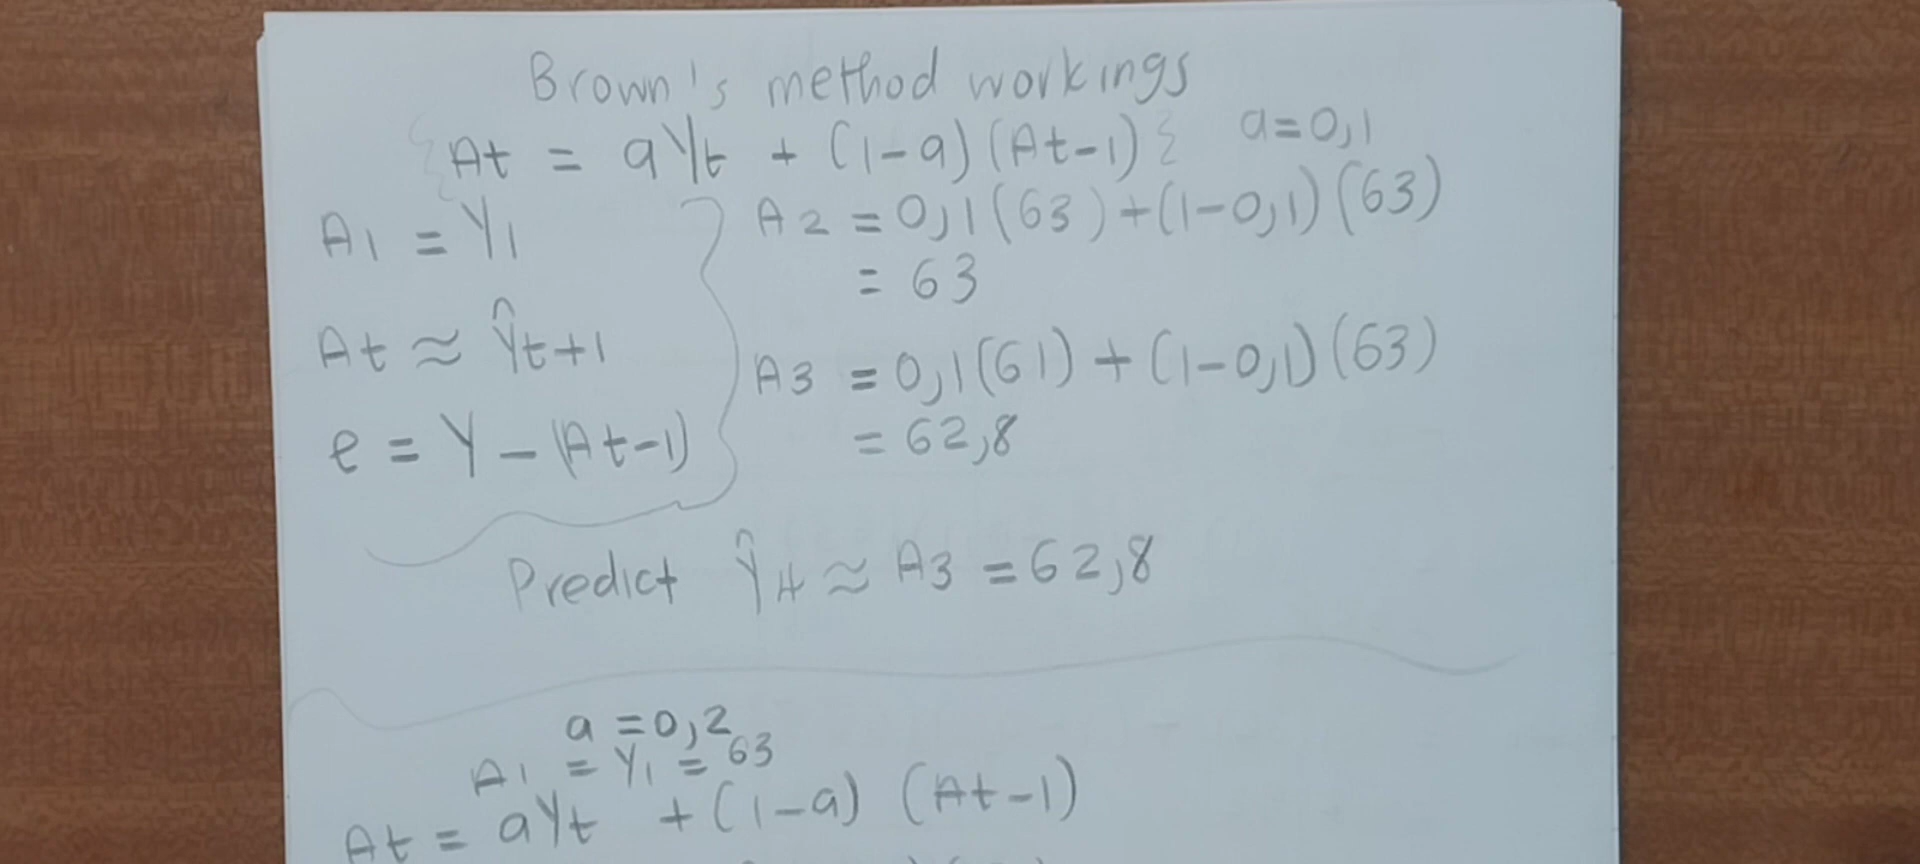 Brown's method workings
At = aYt + (1-a)(At-1) a=0,1
A1 = Y1
At ≈ Ŷt+1
e = Y - (At-1)
A2 = 0,1(63)+(1-0,1)(63)
= 63
A3 = 0,1(61) + (1-0,1)(63)
= 62,8
Predict Ŷ4 ≈ A3 = 62,8
a = 0,2
A1 = Y1 = 63
At = aYt + (1-a) (At-1)